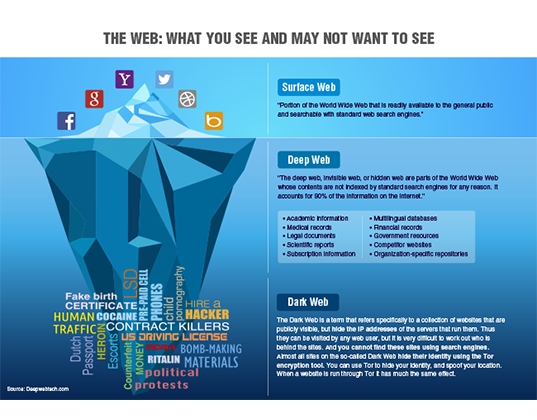 THE WEB: WHAT YOU SEE AND MAY NOT WANT TO SEE
Surface Web
"Portion of the World Wide Web that is readily available to the general public
and searchable with standard web search engines."
Deep Web
"The deep web, invisible web, or hidden web are parts of the World Wide Web
whose contents are not indexed by standard search engines for any reason. It
accounts for 90% of the information on the internet."
• Academic information
• Medical records
• Legal documents
• Scientific reports
• Subscription information
• Multilingual databases
• Financial records
• Government resources
• Competitor websites
• Organization-specific repositories
Dark Web
The Dark Web is a term that refers specifically to a collection of websites that are
publicly visible, but hide the IP addresses of the servers that run them. Thus
they can be visited by any web user, but it is very difficult to work out who is
behind the sites. And you cannot find these sites using search engines.
Almost all sites on the so-called Dark Web hide their identity using the Tor
encryption tool. You can use Tor to hide your identity, and spoof your location.
When a website is run through Tor it has much the same effect.
f
g
Y
b
Fake birth
CERTIFICATE
HUMAN
TRAFFIC
COCAINE
LSD
PRE-PAID CELL
PHONES
child
pornography
HIRE a
HACKER
CONTRACT KILLERS
US DRIVING LICENSE
Dutch
Passport
HEROIN
Escorts
Counterfeit
MONEY
RITALIN
BOMB-MAKING
MATERIALS
political
protests
Source: Deepwebtech.com